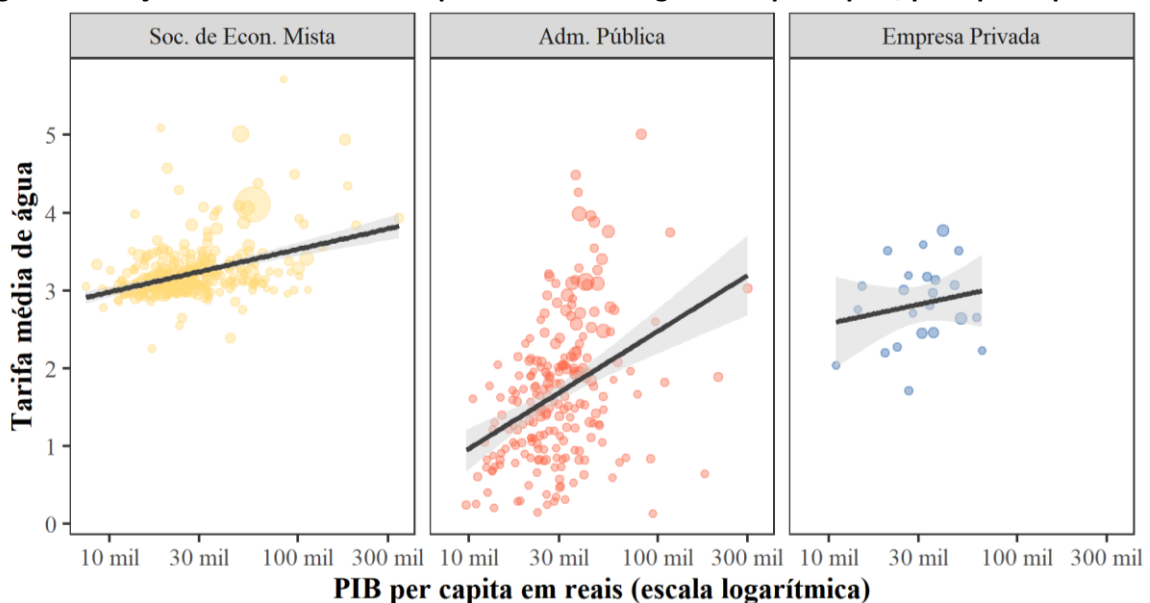 Soc. de Econ. Mista
Adm. Pública
Empresa Privada
Tarifa média de água
5
4
3
2
1
0
10 mil 30 mil 100 mil 300 mil
10 mil 30 mil 100 mil 300 mil
10 mil 30 mil 100 mil 300 mil
PIB per capita em reais (escala logarítmica)